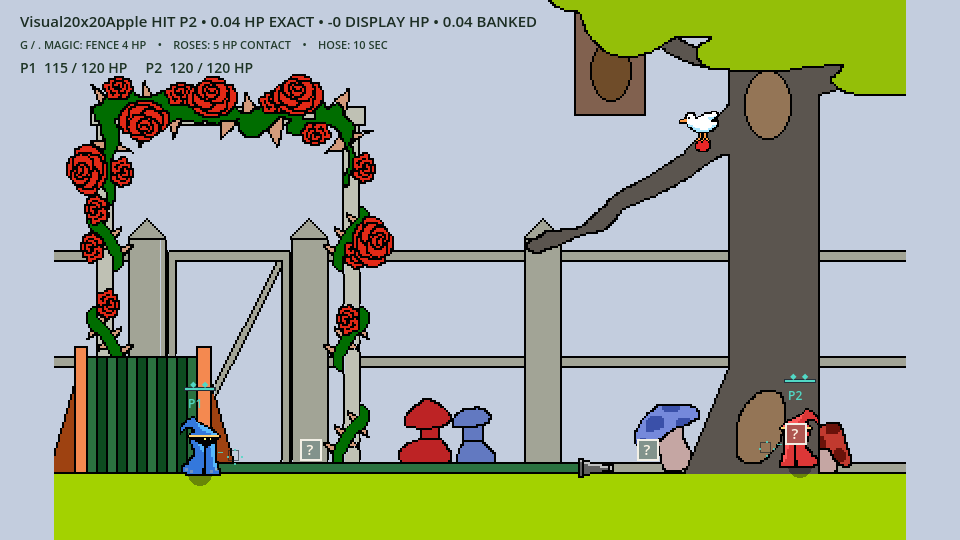 Visual20x20Apple HIT P2 • 0.04 HP EXACT • -0 DISPLAY HP • 0.04 BANKED
G / . MAGIC: FENCE 4 HP • ROSES: 5 HP CONTACT • HOSE: 10 SEC
P1 115 / 120 HP P2 120 / 120 HP
P2
P1
?
?
?